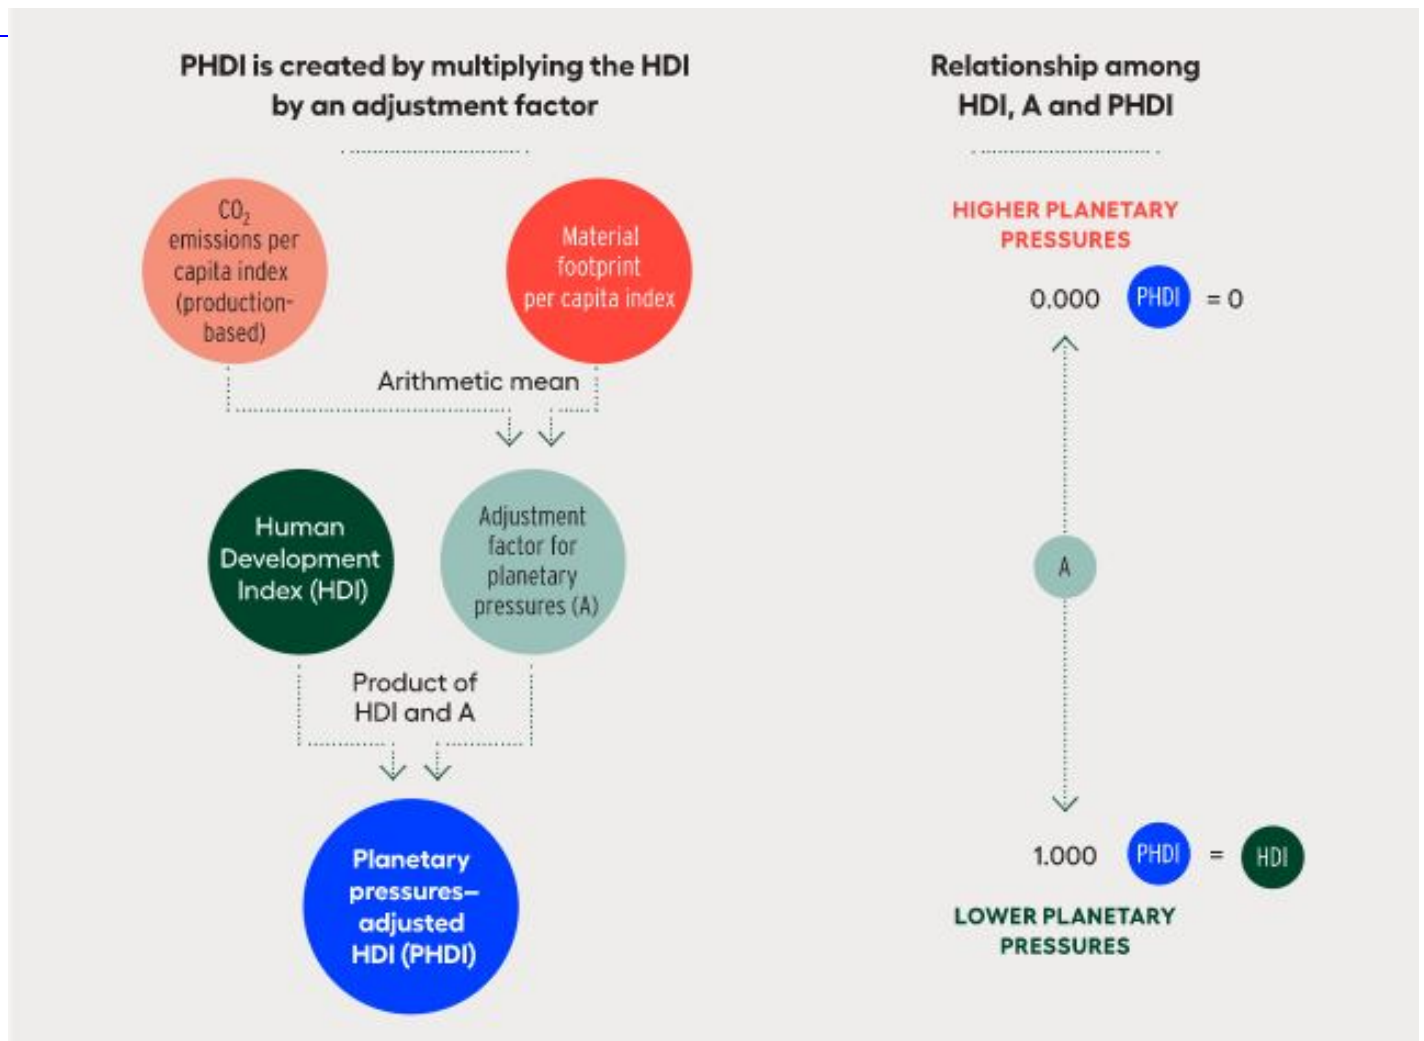 PHDI is created by multiplying the HDI
by an adjustment factor
CO₂
emissions per
capita index
(production-
based)
Material
footprint
per capita index
Arithmetic mean
Human
Development
Index (HDI)
Adjustment
factor for
planetary
pressures (A)
Product of
HDI and A
Planetary
pressures–
adjusted
HDI (PHDI)
Relationship among
HDI, A and PHDI
HIGHER PLANETARY
PRESSURES
0.000 PHDI = 0
A
1.000 PHDI = HDI
LOWER PLANETARY
PRESSURES